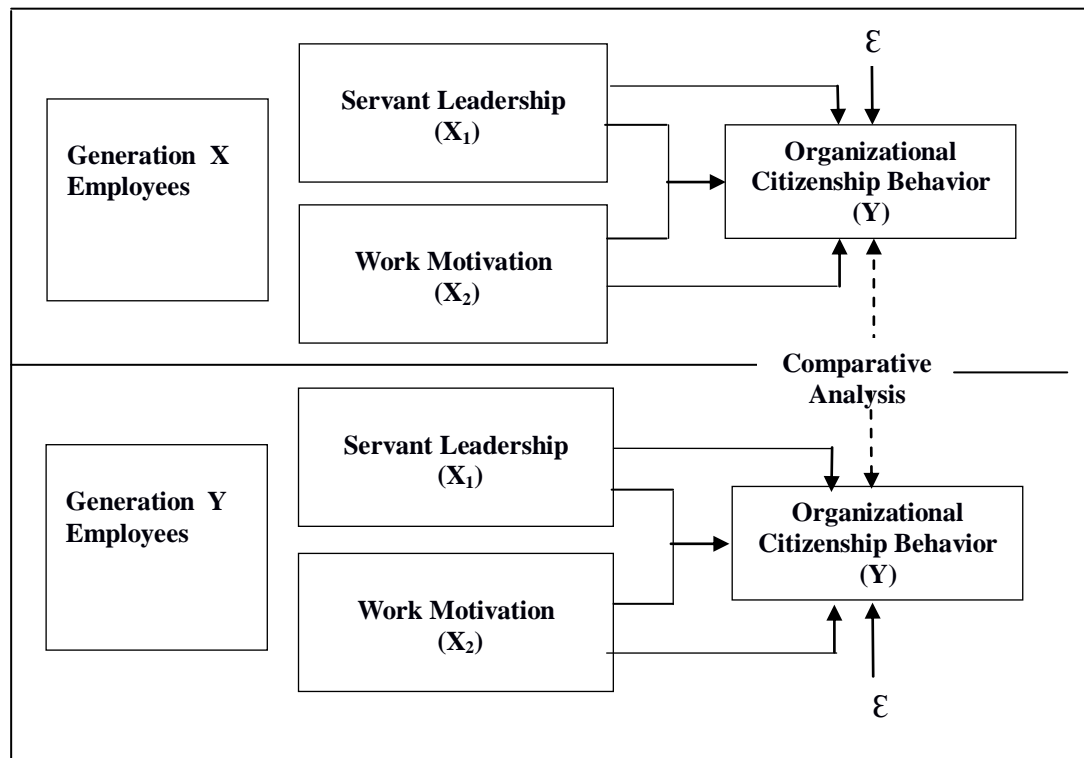 Generation X
Employees
Servant Leadership
(X₁)
Work Motivation
(X₂)
ε
Organizational
Citizenship Behavior
(Y)
Comparative
Analysis
Generation Y
Employees
Servant Leadership
(X₁)
Work Motivation
(X₂)
Organizational
Citizenship Behavior
(Y)
ε